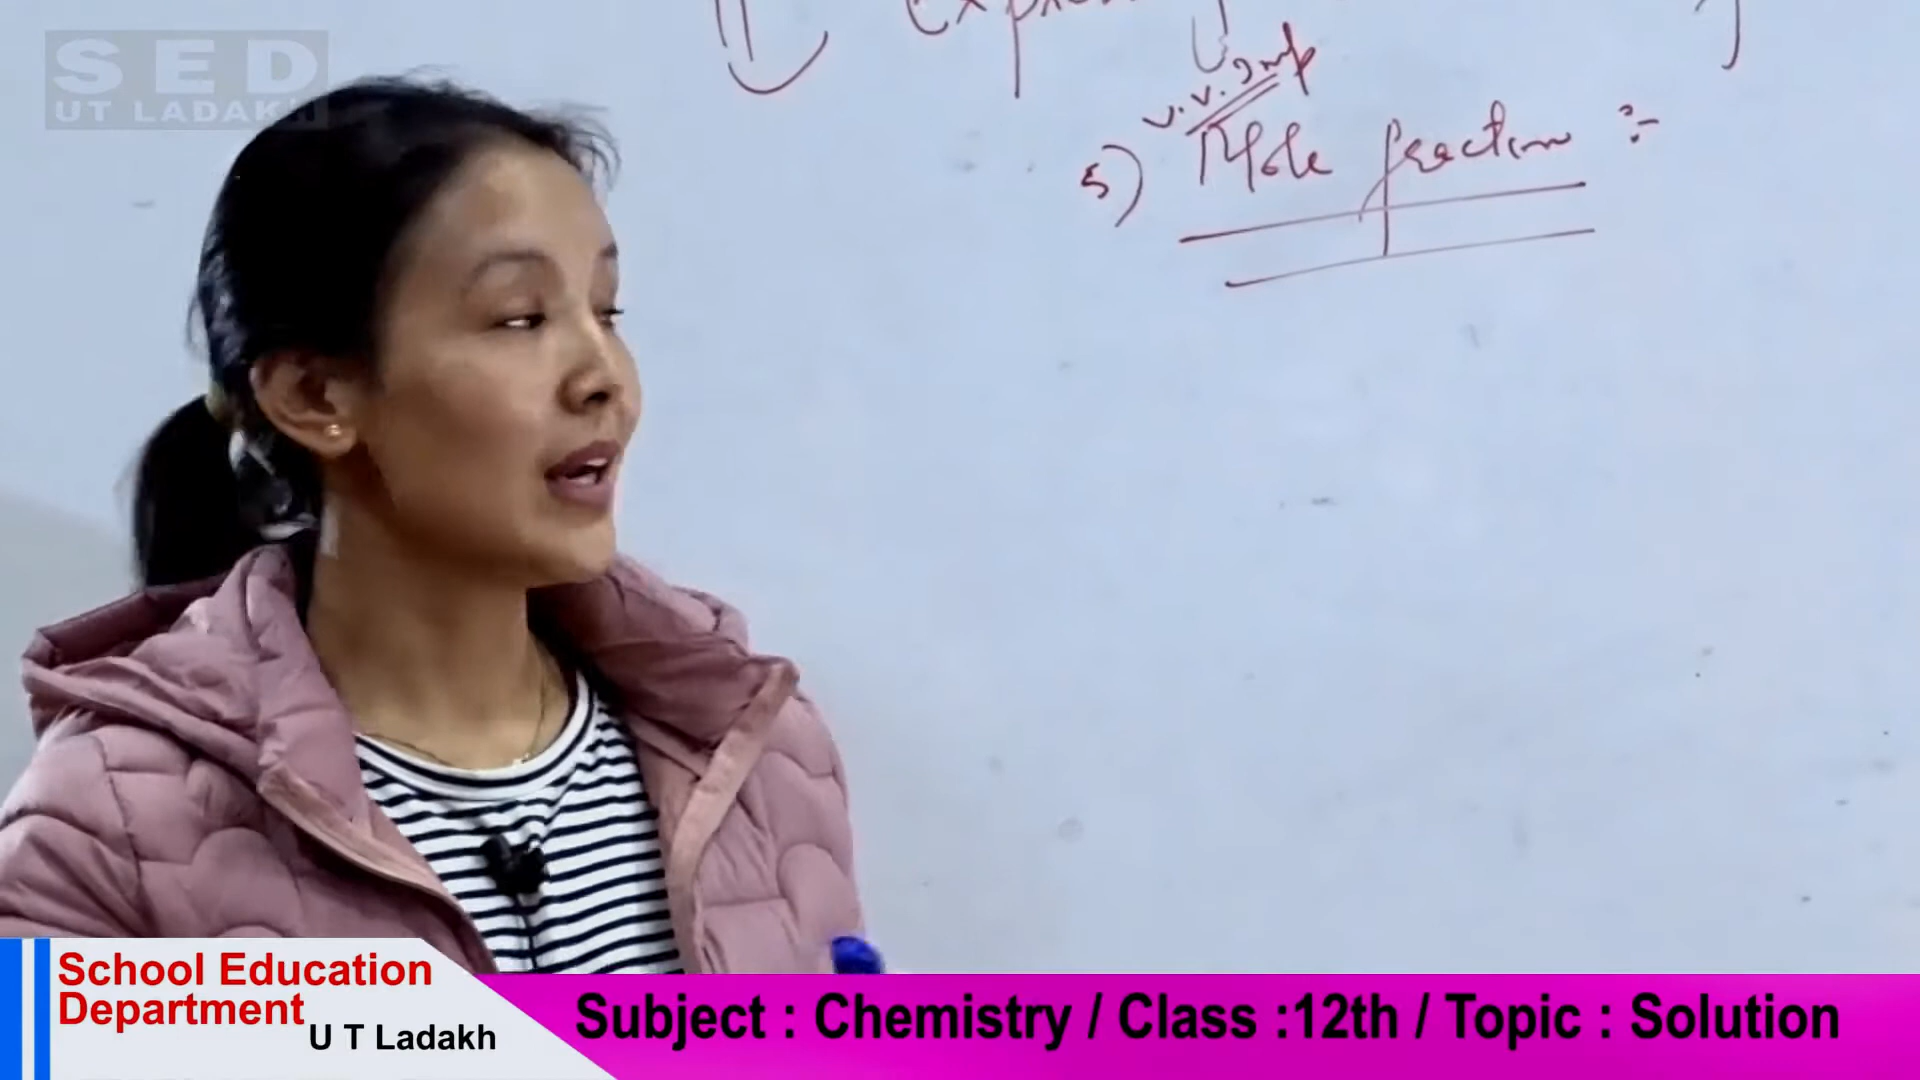 SED
UT LADAKH
V.V. Imp
5) Mole fraction :-
School Education
Department
U T Ladakh
Subject : Chemistry / Class :12th / Topic : Solution